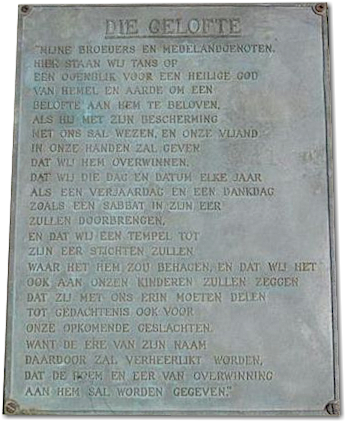 DIE GELOFTE
"MIJNE BROEDERS EN MEDELANDGENOTEN.
HIER STAAN WIJ TANS OP
EEN OGENBLIK VOOR EEN HEILIGE GOD
VAN HEMEL EN AARDE OM EEN
BELOFTE AAN HEM TE BELOVEN,
ALS HIJ MET ZIJN BESCHERMING
MET ONS SAL WEZEN, EN ONZE VIJAND
IN ONZE HANDEN ZAL GEVEN
DAT WIJ HEM OVERWINNEN.
DAT WIJ DIE DAG EN DATUM ELKE JAAR
ALS EEN VERJAARDAG EN EEN DANKDAG
ZOALS EEN SABBAT IN ZIJN EER
ZULLEN DOORBRENGEN,
EN DAT WIJ EEN TEMPEL TOT
ZIJN EER STICHTEN ZULLEN
WAAR HET HEM ZOU BEHAGEN, EN DAT WIJ HET
OOK AAN ONZEN KINDEREN ZULLEN ZEGGEN
DAT ZIJ MET ONS ERIN MOETEN DELEN
TOT GEDACHTENIS OOK VOOR
ONZE OPKOMENDE GESLACHTEN.
WANT DE ERE VAN ZIJN NAAM
DAARDOOR ZAL VERHEERLIKT WORDEN,
DAT DE ROEM EN EER VAN OVERWINNING
AAN HEM SAL WORDEN GEGEVEN."